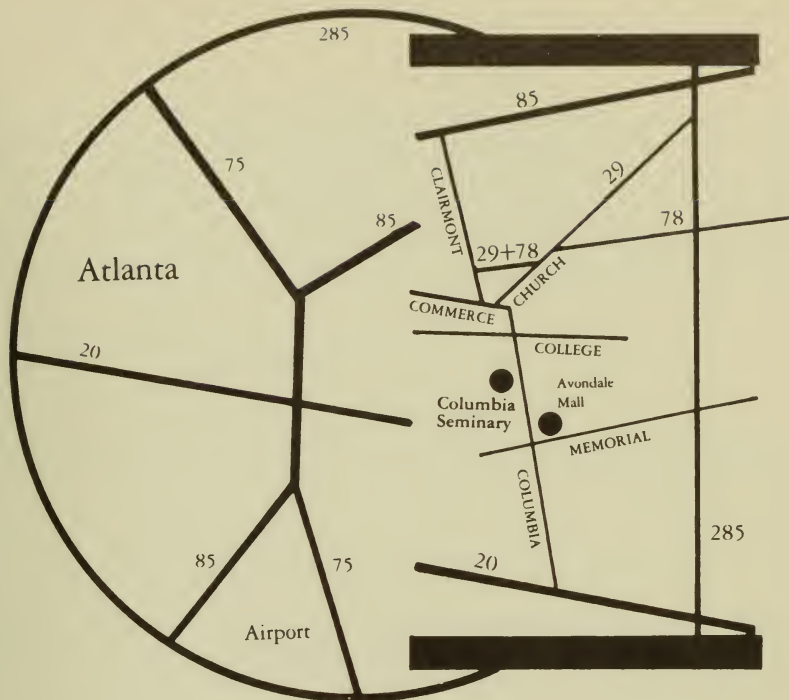 285
85
75
CLAIRMONT
29
85
78
29+78
Atlanta
CHURCH
COMMERCE
20
COLLEGE
Columbia
Seminary
Avondale
Mall
MEMORIAL
COLUMBIA
285
85
75
20
Airport